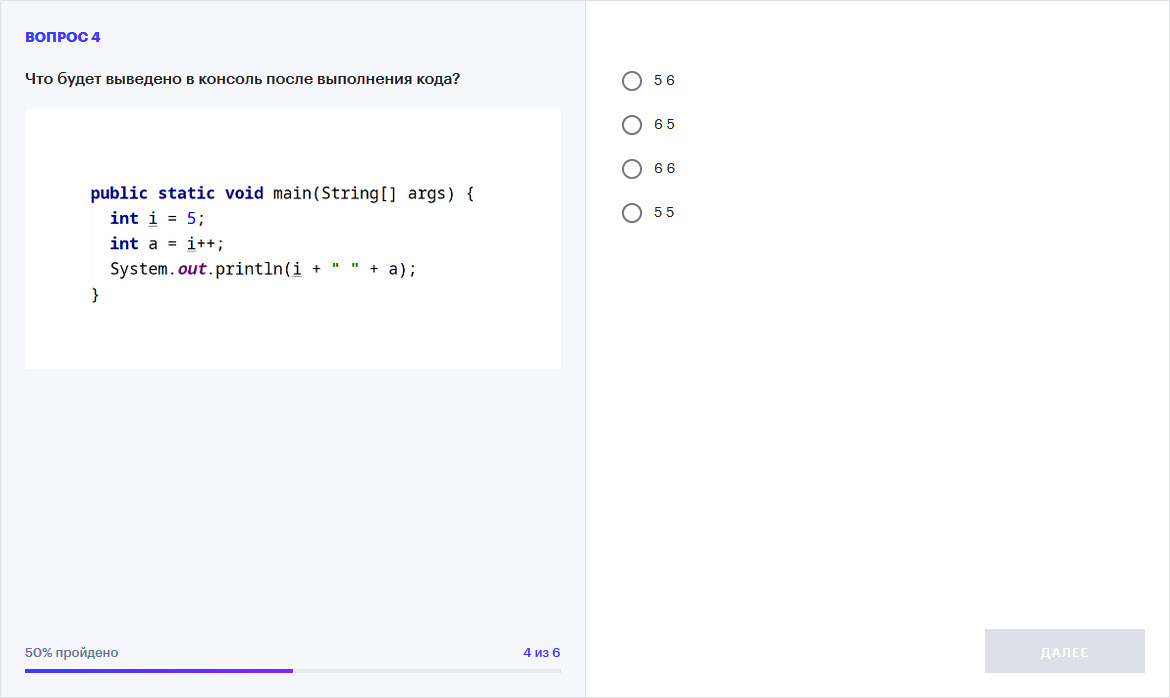 ВОПРОС 4
Что будет выведено в консоль после выполнения кода?
public static void main(String[] args) {
int i = 5;
int a = i++;
System.out.println(i + " " + a);
}
50% пройдено
4 из 6
5 6
6 5
6 6
5 5
ДАЛЕЕ